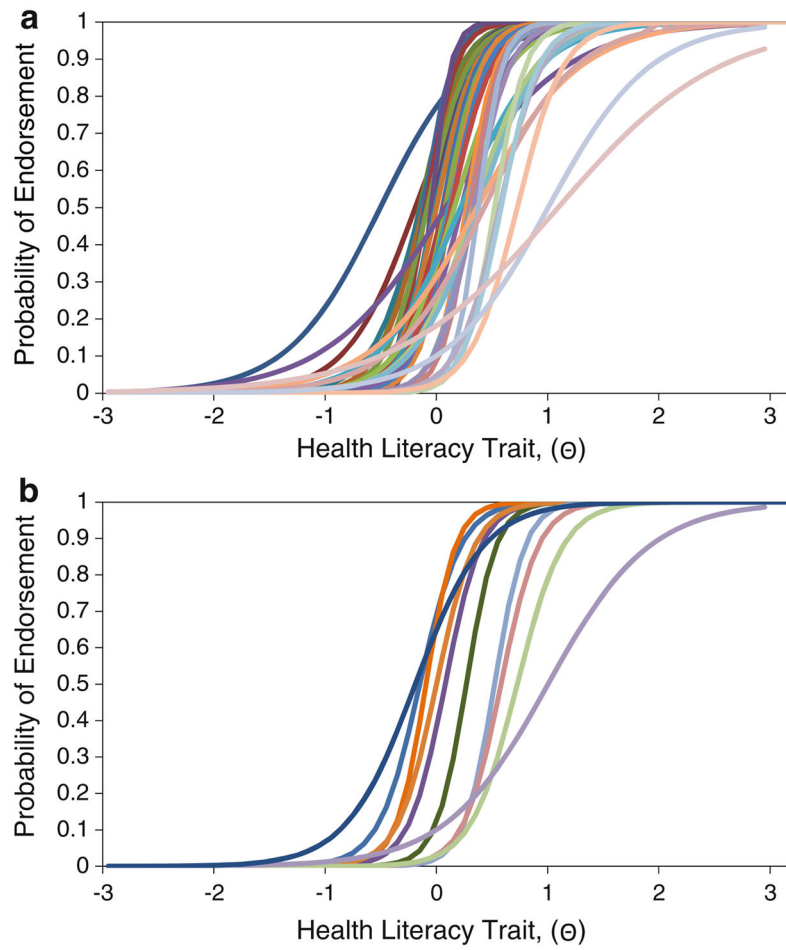 a
1
0.9
0.8
0.7
0.6
0.5
0.4
0.3
0.2
0.1
0
Probability of Endorsement
-3 -2 -1 0 1 2 3
Health Literacy Trait, (Θ)
b
1
0.9
0.8
0.7
0.6
0.5
0.4
0.3
0.2
0.1
0
Probability of Endorsement
-3 -2 -1 0 1 2 3
Health Literacy Trait, (Θ)